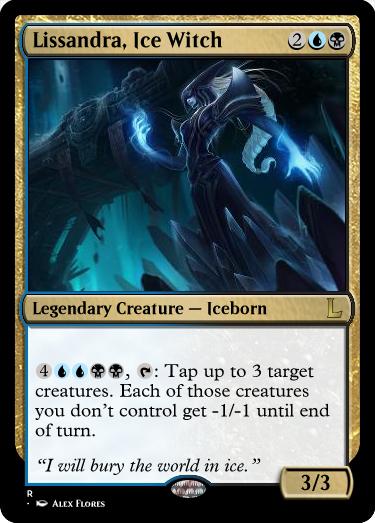 Lissandra, Ice Witch 2
Legendary Creature — Iceborn L
4, : Tap up to 3 target
creatures. Each of those creatures
you don't control get -1/-1 until end
of turn.
“I will bury the world in ice.”
3/3
R
· ALEX FLORES